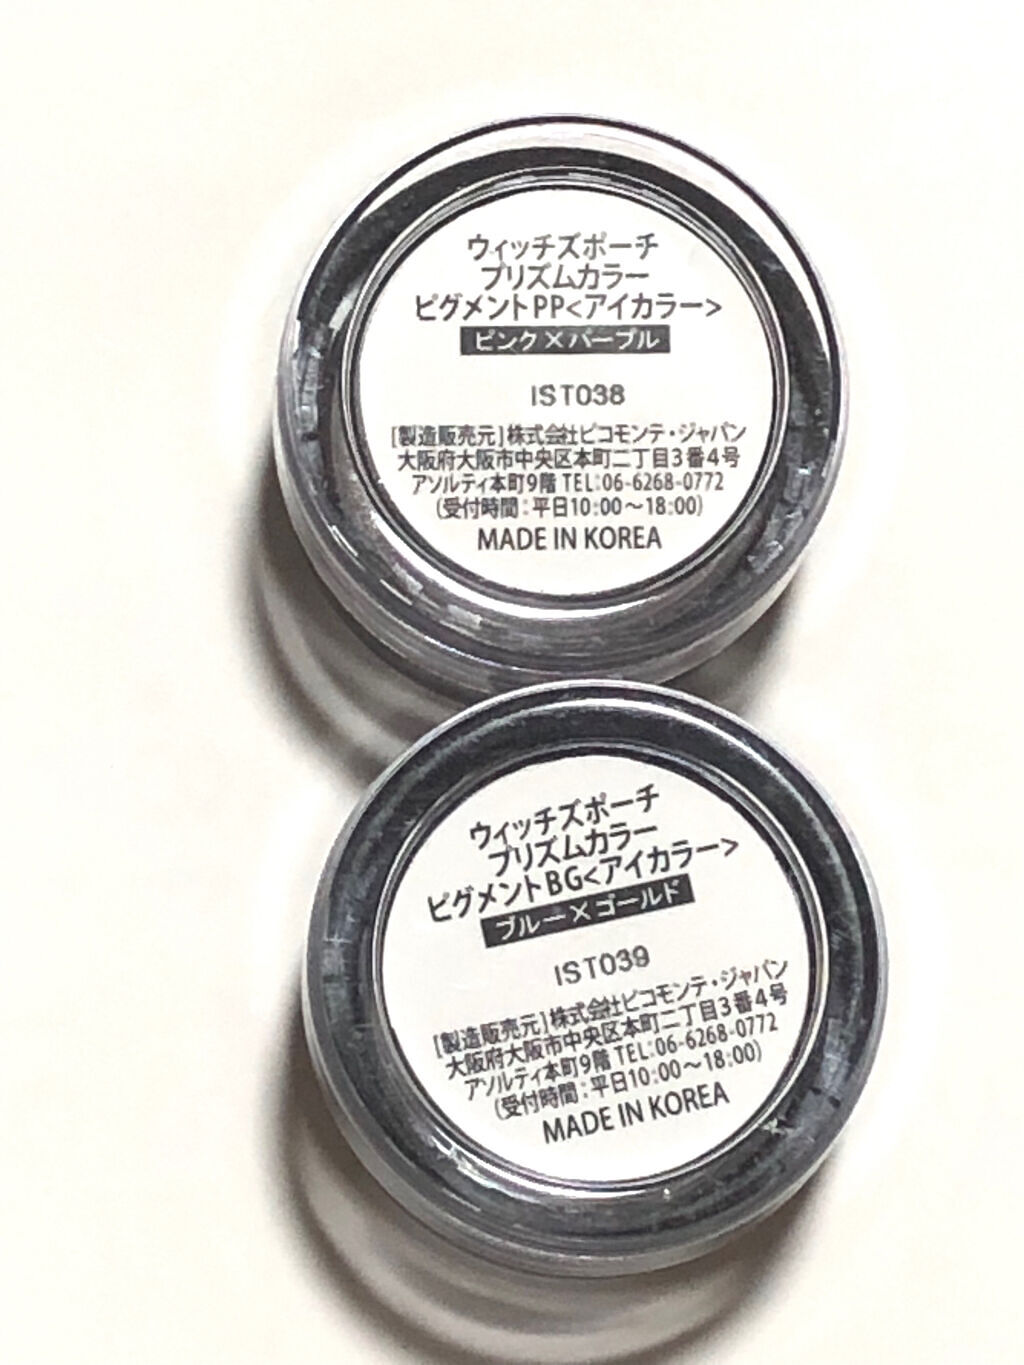 ウィッチズポーチ
プリズムカラー
ピグメントPP<アイカラー>
ピンク×パープル
IST038
[製造販売元]株式会社ピコモンテ・ジャパン
大阪府大阪市中央区本町二丁目3番4号
アソルティ本町9階 TEL:06-6268-0772
(受付時間:平日10:00～18:00)
MADE IN KOREA
ウィッチズポーチ
プリズムカラー
ピグメントBG<アイカラー>
ブルー×ゴールド
IST039
[製造販売元]株式会社ピコモンテ・ジャパン
大阪府大阪市中央区本町二丁目3番4号
アソルティ本町9階 TEL:06-6268-0772
(受付時間:平日10:00～18:00)
MADE IN KOREA